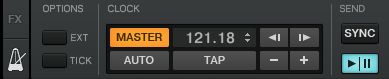 OPTIONS CLOCK SEND
FX
EXT MASTER 121.18 SYNC
TICK AUTO TAP − +